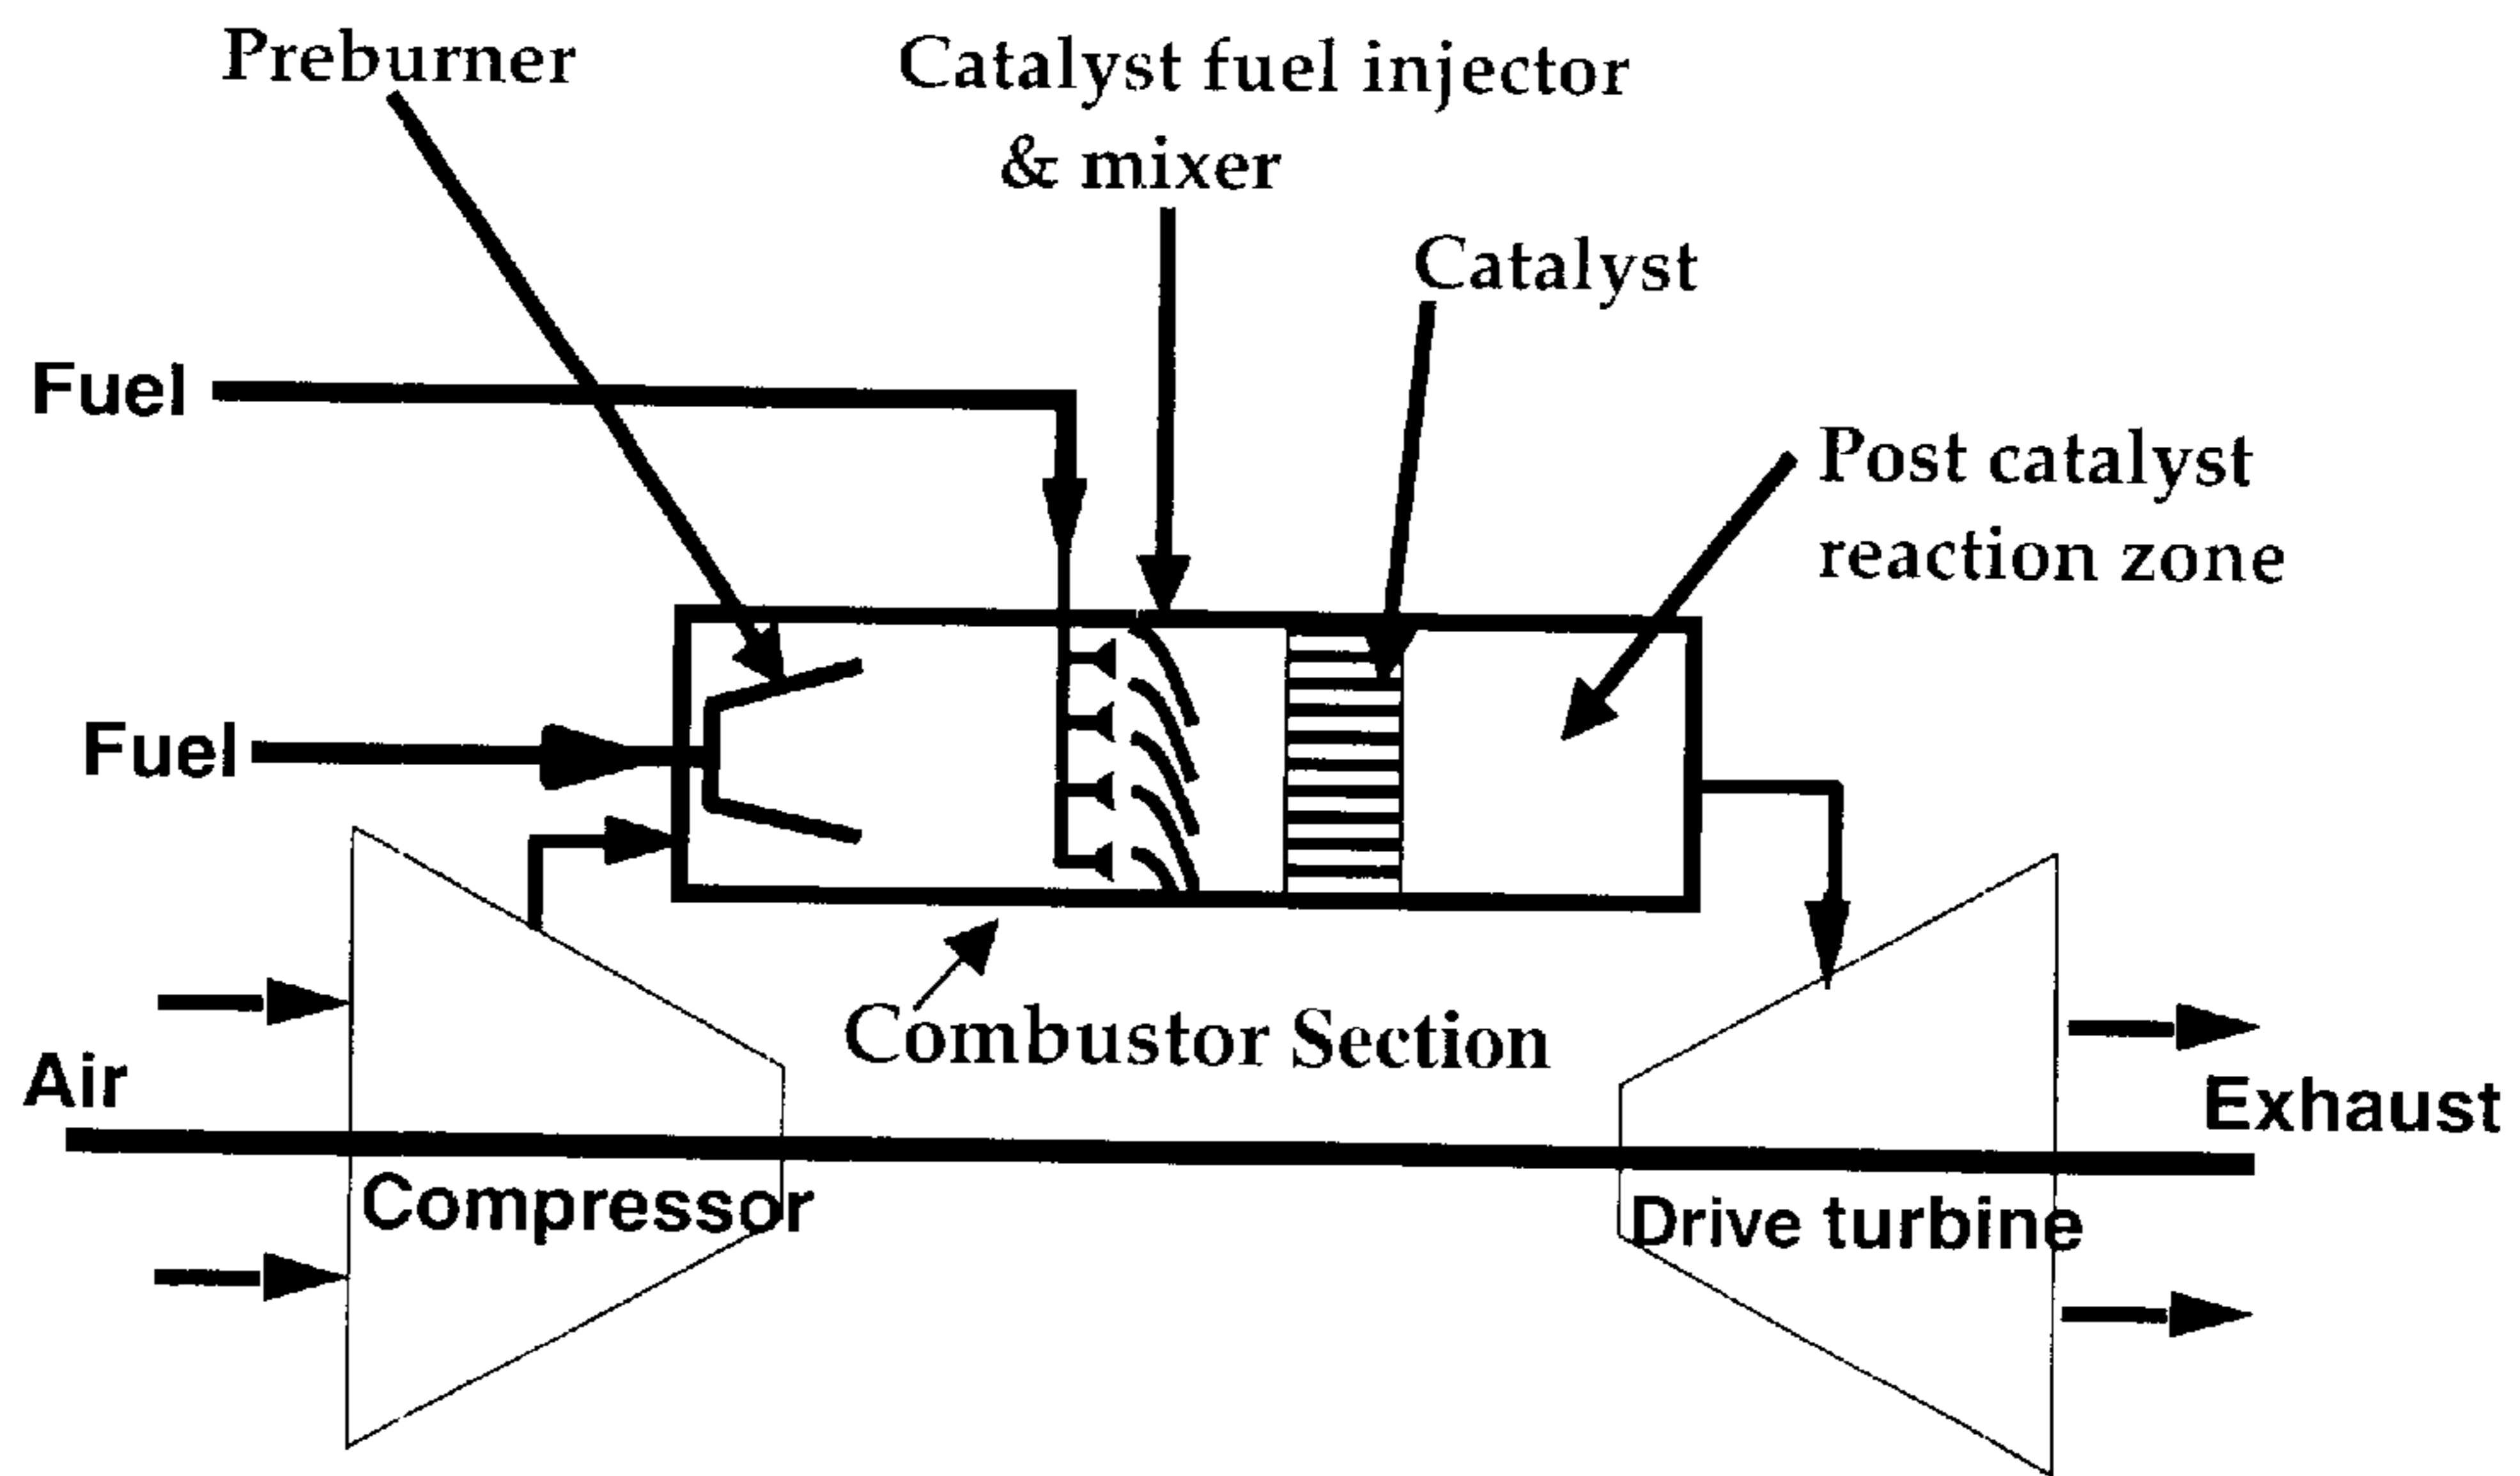 Preburner
Catalyst fuel injector
& mixer
Catalyst
Fuel
Post catalyst
reaction zone
Fuel
Combustor Section
Air
Exhaust
Compressor
Drive turbine